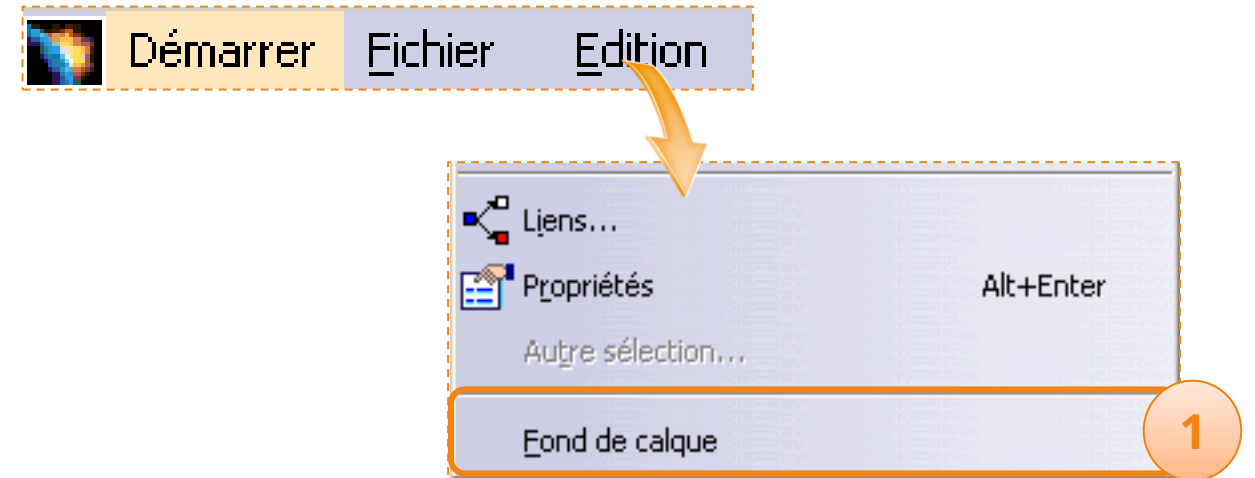 Démarrer Fichier Edition
Liens...
Propriétés Alt+Enter
Autre sélection...
Fond de calque
1